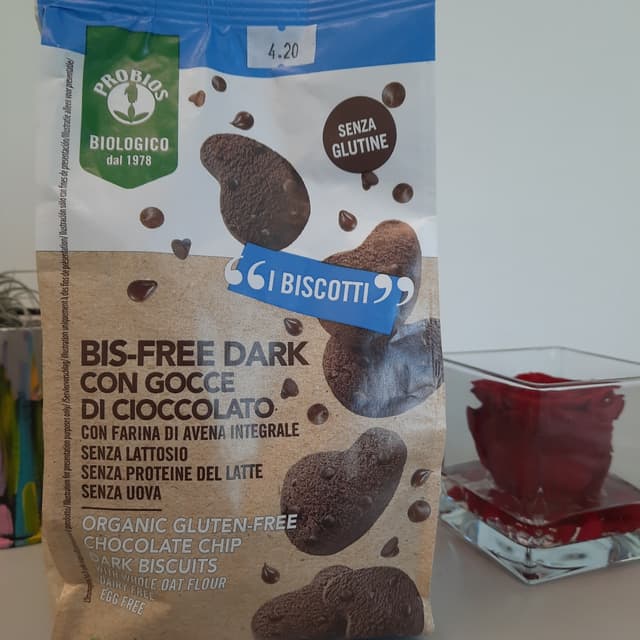 4.20
PROBIOS
BIOLOGICO
dal 1978
SENZA
GLUTINE
“I BISCOTTI”
BIS-FREE DARK
CON GOCCE
DI CIOCCOLATO
CON FARINA DI AVENA INTEGRALE
SENZA LATTOSIO
SENZA PROTEINE DEL LATTE
SENZA UOVA
ORGANIC GLUTEN-FREE
CHOCOLATE CHIP
DARK BISCUITS
WHOLE OAT FLOUR
DAIRY FREE
EGG FREE